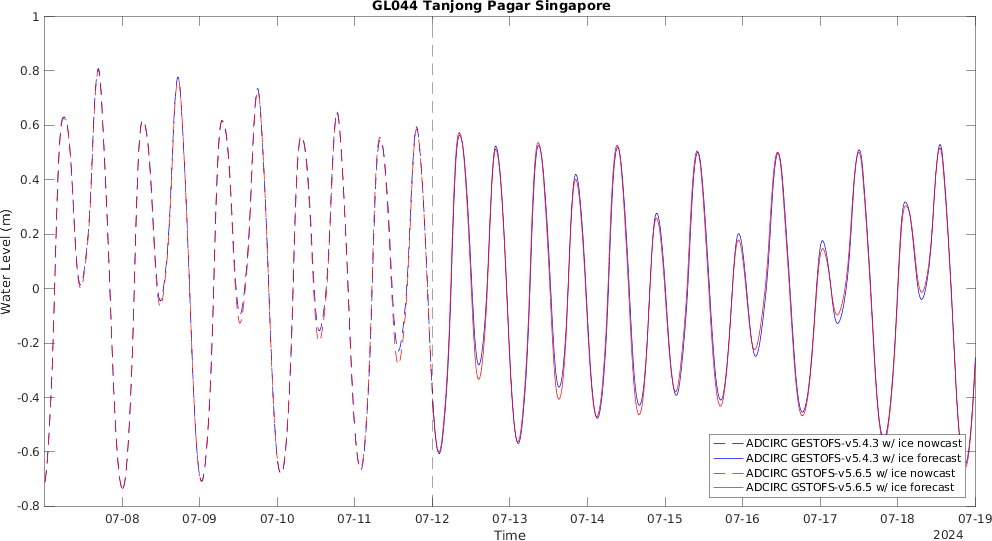 GL044 Tanjong Pagar Singapore
1
0.8
0.6
0.4
0.2
0
-0.2
-0.4
-0.6
-0.8
Water Level (m)
ADCIRC GESTOFS-v5.4.3 w/ ice nowcast
ADCIRC GESTOFS-v5.4.3 w/ ice forecast
ADCIRC GSTOFS-v5.6.5 w/ ice nowcast
ADCIRC GSTOFS-v5.6.5 w/ ice forecast
07-08 07-09 07-10 07-11 07-12 07-13 07-14 07-15 07-16 07-17 07-18 07-19
Time
2024